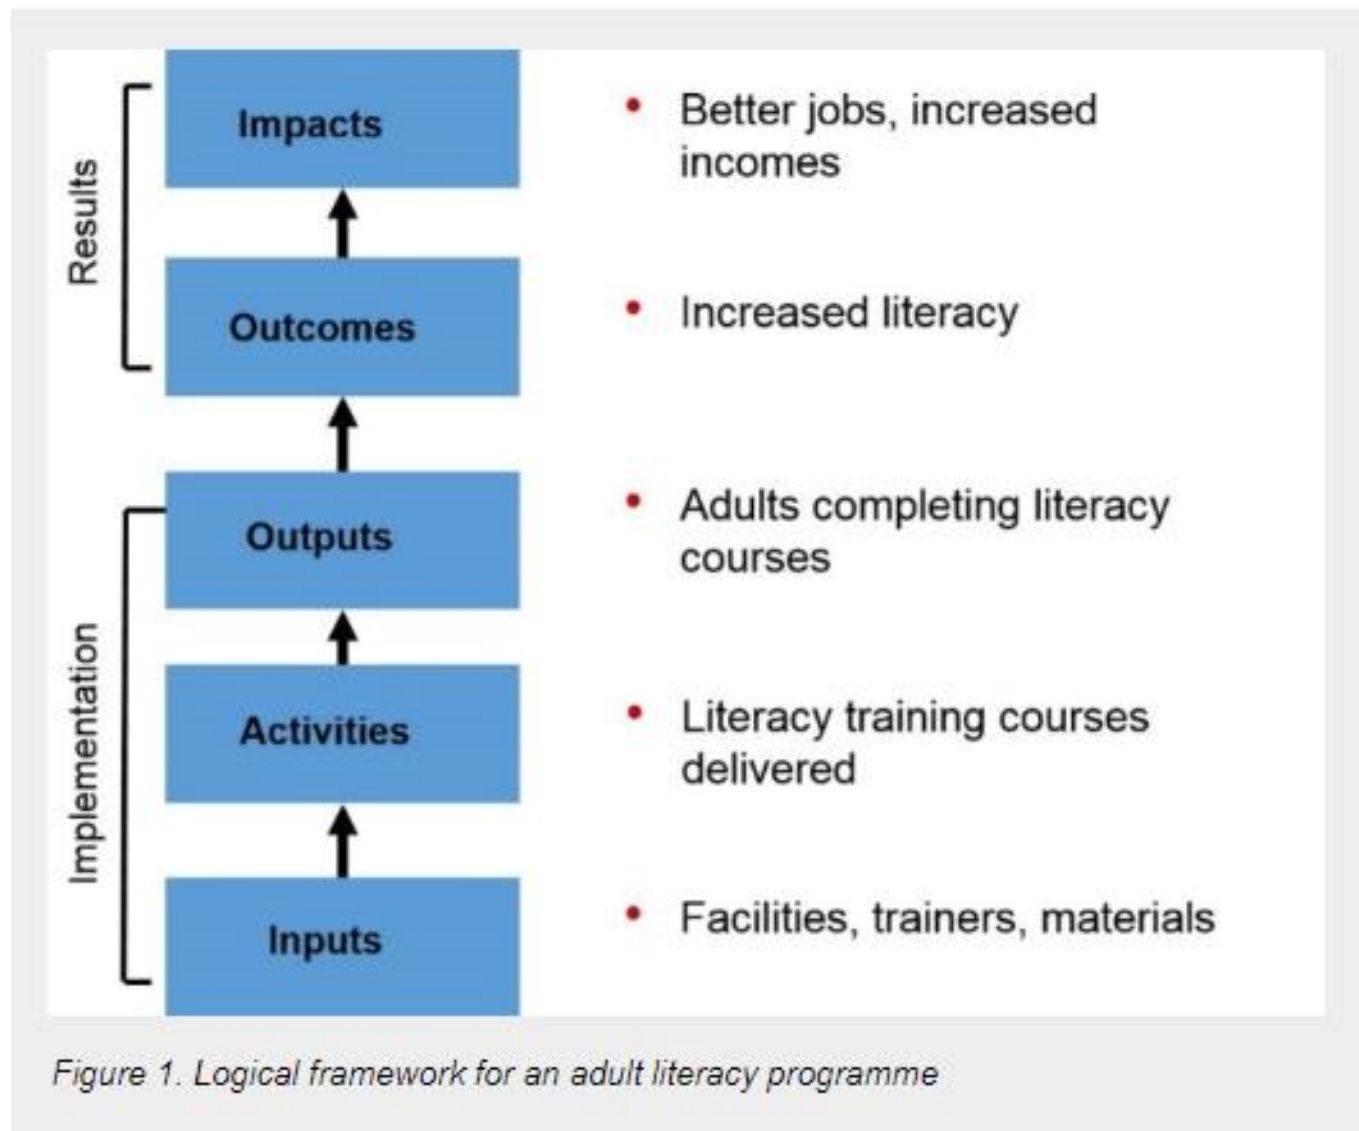 Results
Impacts
• Better jobs, increased
incomes
Outcomes
• Increased literacy
Implementation
Outputs
• Adults completing literacy
courses
Activities
• Literacy training courses
delivered
Inputs
• Facilities, trainers, materials
Figure 1. Logical framework for an adult literacy programme